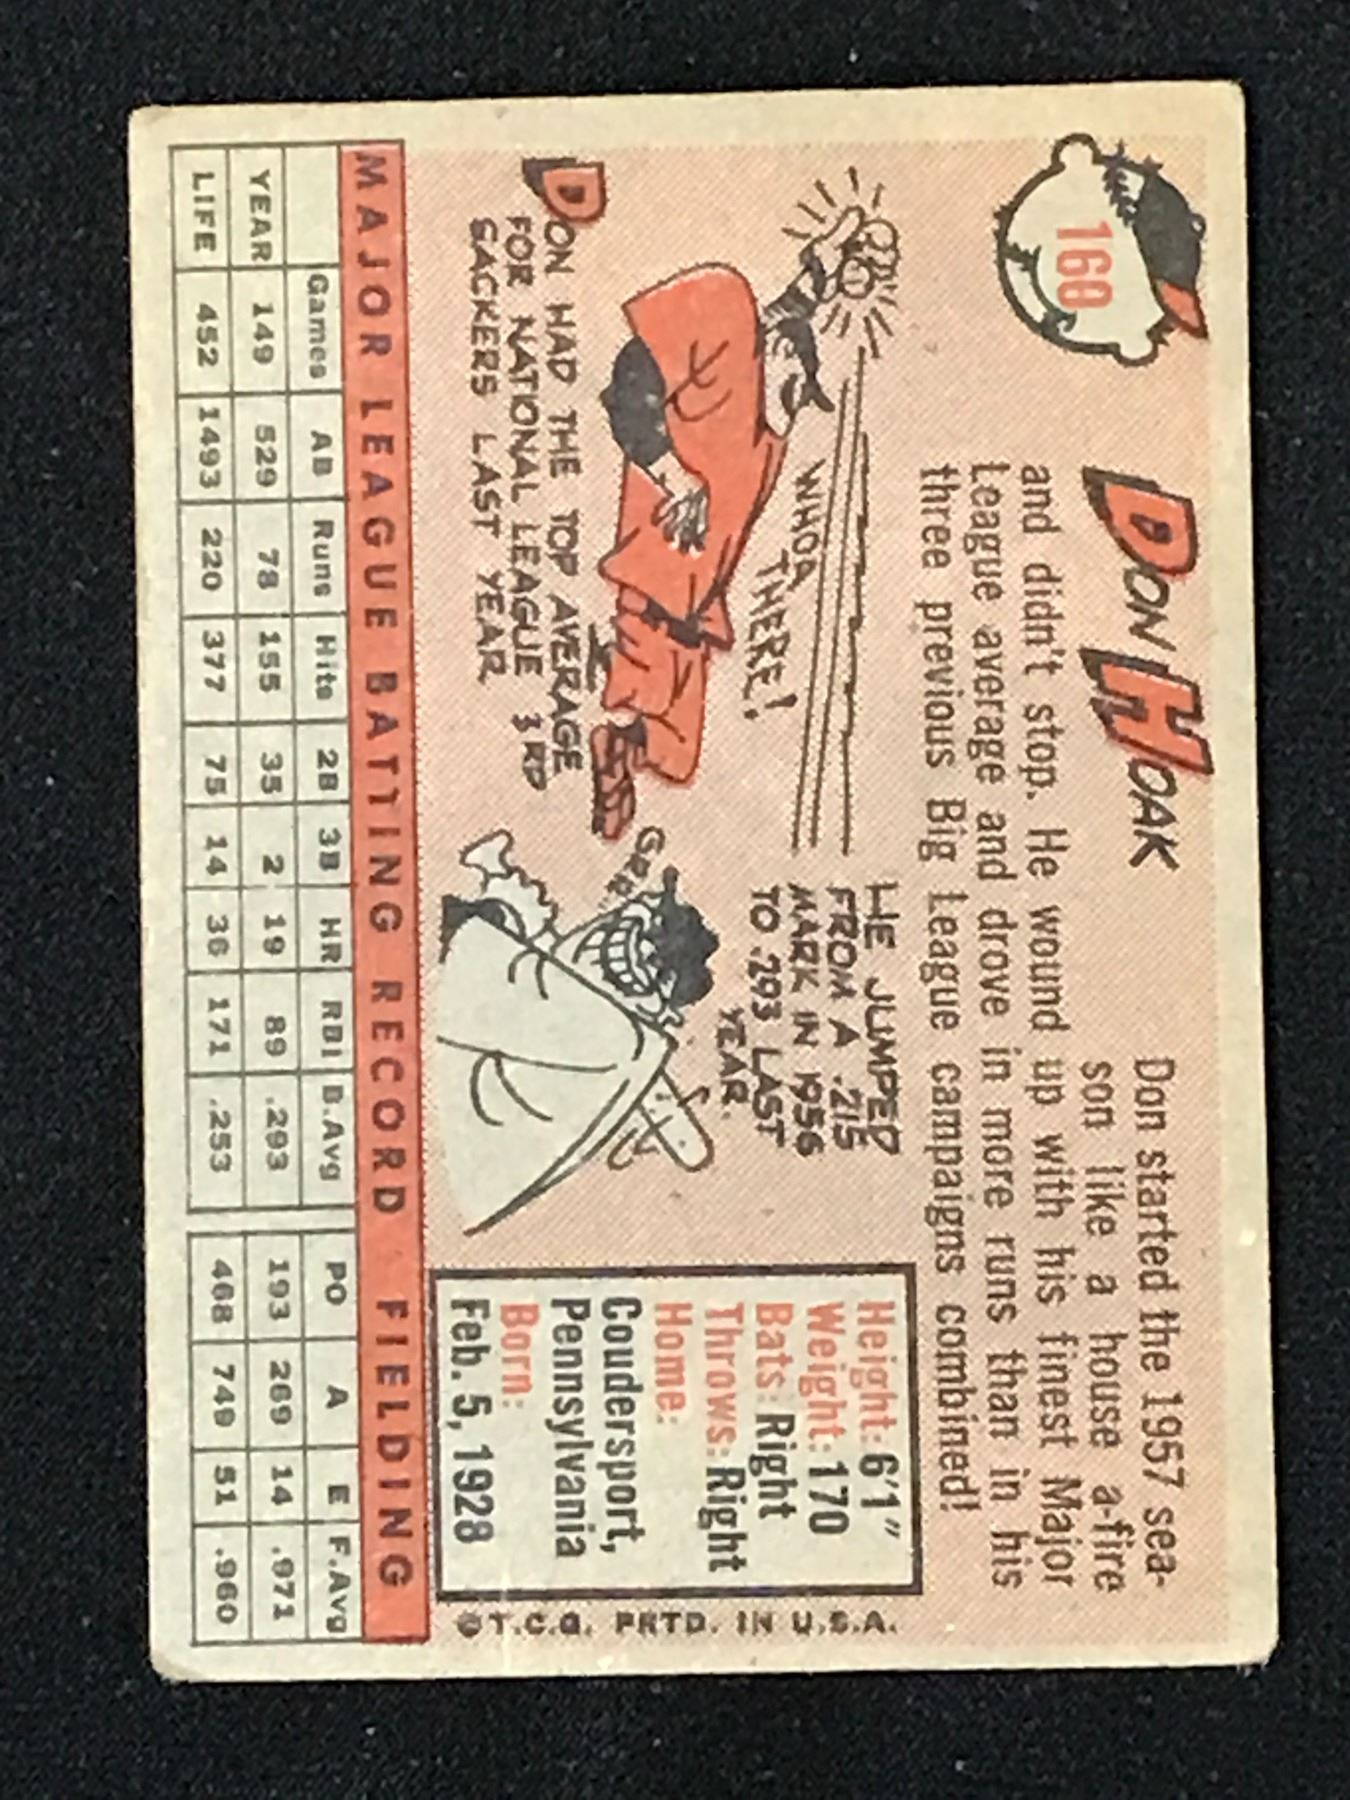 160
DON HOAK
Don started the 1957 sea-
son like a house a-fire
and didn't stop. He wound up with his finest Major
League average and drove in more runs than in his
three previous Big League campaigns combined!
WHOA
THERE!
DON HAD THE TOP AVERAGE
FOR NATIONAL LEAGUE 3RD
SACKERS LAST YEAR
HE JUMPED
FROM A .215
MARK IN 1956
TO .293 LAST
YEAR.
GRR
Height: 6'1"
Weight: 170
Bats: Right
Throws: Right
Home:
Coudersport,
Pennsylvania
Born:
Feb. 5, 1928
©T.C.G. PRTD. IN U.S.A.
MAJOR LEAGUE BATTING RECORD FIELDING
Games AB Runs Hits 2B 3B HR RBI B.Avg PO A E F.Avg
YEAR 149 529 78 155 35 2 19 89 .293 193 269 14 .971
LIFE 452 1493 220 377 75 14 36 171 .253 468 749 51 .960